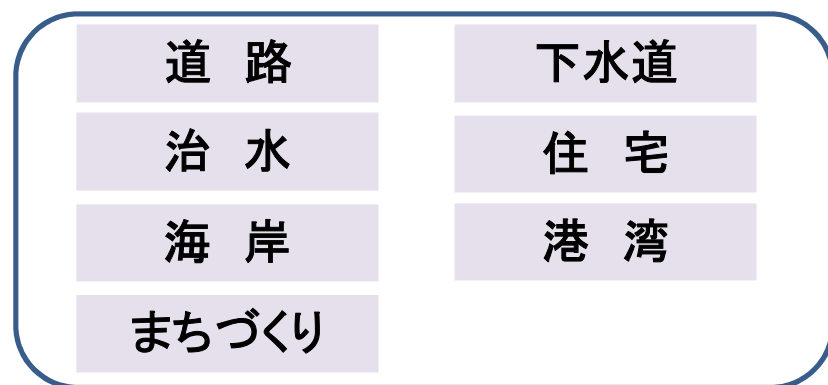 道 路
治 水
海 岸
まちづくり
下水道
住 宅
港 湾